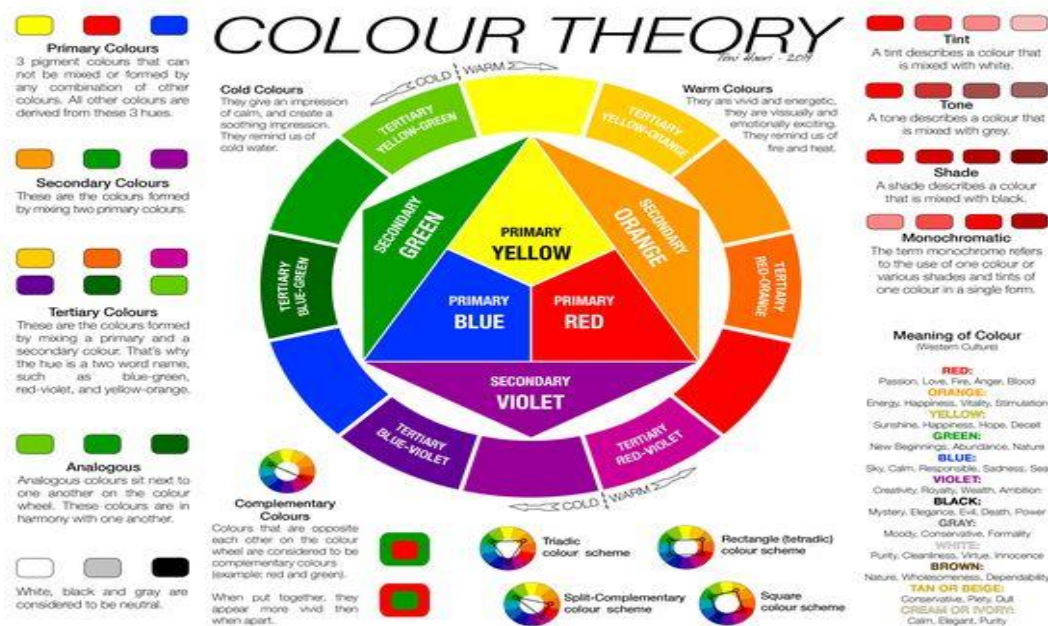 COLOUR THEORY
Primary Colours
3 pigment colours that can
not be mixed or formed by
any combination of other
colours. All other colours are
derived from these 3 hues.
Secondary Colours
These are the colours formed
by mixing two primary colours.
Tertiary Colours
These are the colours formed
by mixing a primary and a
secondary colour. That's why
the hue is a two word name,
such as blue-green,
red-violet, and yellow-orange.
Analogous
Analogous colours sit next to
one another on the colour
wheel. These colours are in
harmony with one another.
White, black and gray are
considered to be neutral.
Cold Colours
They give an impression
of calm, and create a
soothing impression.
They remind us of
cold water.
COLD
WARM
Warm Colours
They are vivid and energetic,
they are vissually and
emotionally exciting.
They remind us of
fire and heat.
TERTIARY
YELLOW-GREEN
TERTIARY
YELLOW-ORANGE
SECONDARY
GREEN
PRIMARY
YELLOW
SECONDARY
ORANGE
TERTIARY
BLUE-GREEN
TERTIARY
RED-ORANGE
PRIMARY
BLUE
PRIMARY
RED
SECONDARY
VIOLET
TERTIARY
BLUE-VIOLET
TERTIARY
RED-VIOLET
COLD
WARM
Complementary
Colours
Colours that are opposite
each other on the colour
wheel are considered to be
complementary colours
(example: red and green).
When put together, they
appear more vivid then
when apart.
Triadic
colour scheme
Rectangle (tetradic)
colour scheme
Split-Complementary
colour scheme
Square
colour scheme
Tint
A tint describes a colour that
is mixed with white.
Tone
A tone describes a colour that
is mixed with grey.
Shade
A shade describes a colour
that is mixed with black.
Monochromatic
The term monochrome refers
to the use of one colour or
various shades and tints of
one colour in a single form.
Meaning of Colour
(Western Culture)
RED:
Passion, Love, Fire, Anger, Blood
ORANGE:
Energy, Happiness, Vitality, Stimulation
YELLOW:
Sunshine, Happiness, Hope, Deceit
GREEN:
New Beginnings, Abundance, Nature
BLUE:
Sky, Calm, Responsible, Sadness, Sea
VIOLET:
Creativity, Royalty, Wealth, Ambition
BLACK:
Mystery, Elegance, Evil, Death, Power
GRAY:
Moody, Conservative, Formality
WHITE:
Purity, Cleanliness, Virtue, Innocence
BROWN:
Nature, Wholesomeness, Dependability
TAN OR BEIGE:
Conservative, Piety, Dull
CREAM OR IVORY:
Calm, Elegant, Purity